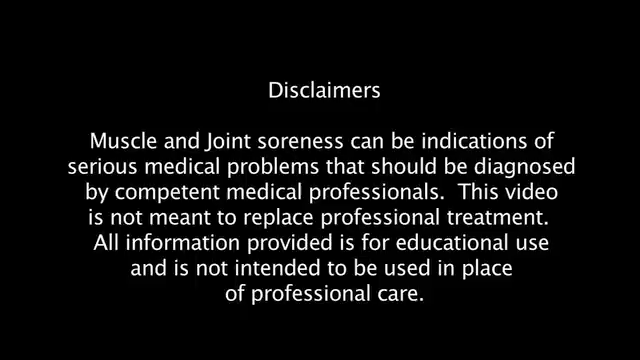 Disclaimers
Muscle and Joint soreness can be indications of
serious medical problems that should be diagnosed
by competent medical professionals.  This video
is not meant to replace professional treatment.
All information provided is for educational use
and is not intended to be used in place
of professional care.